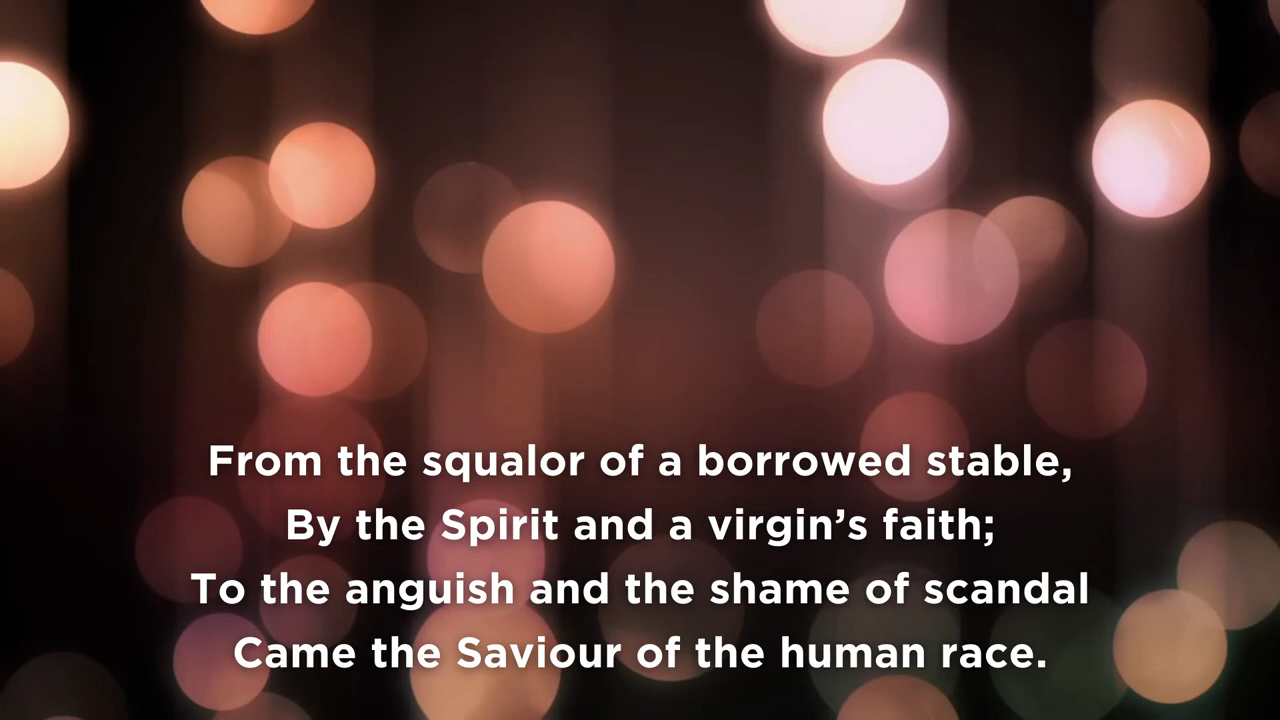 From the squalor of a borrowed stable,
By the Spirit and a virgin’s faith;
To the anguish and the shame of scandal
Came the Saviour of the human race.